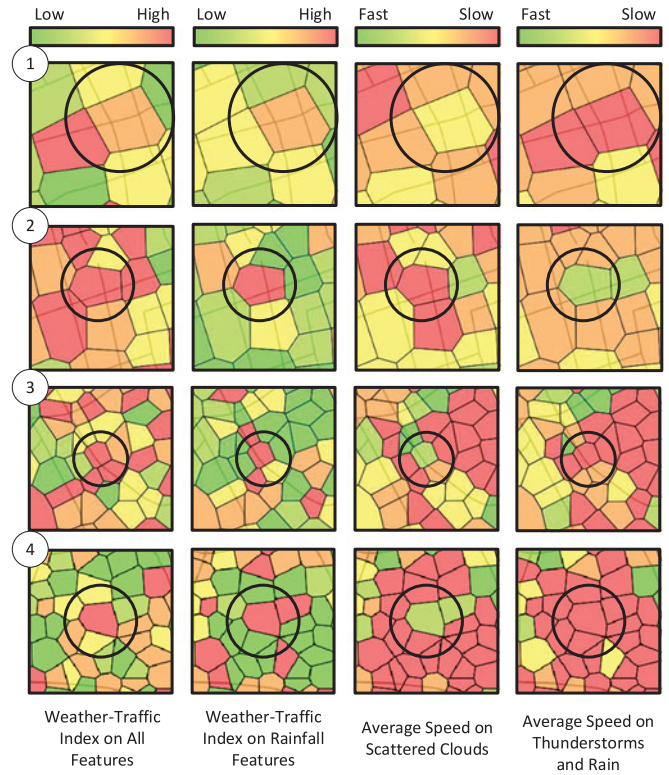 Low High Low High Fast Slow Fast Slow
1
2
3
4
Weather-Traffic
Index on All
Features
Weather-Traffic
Index on Rainfall
Features
Average Speed on
Scattered Clouds
Average Speed on
Thunderstorms
and Rain